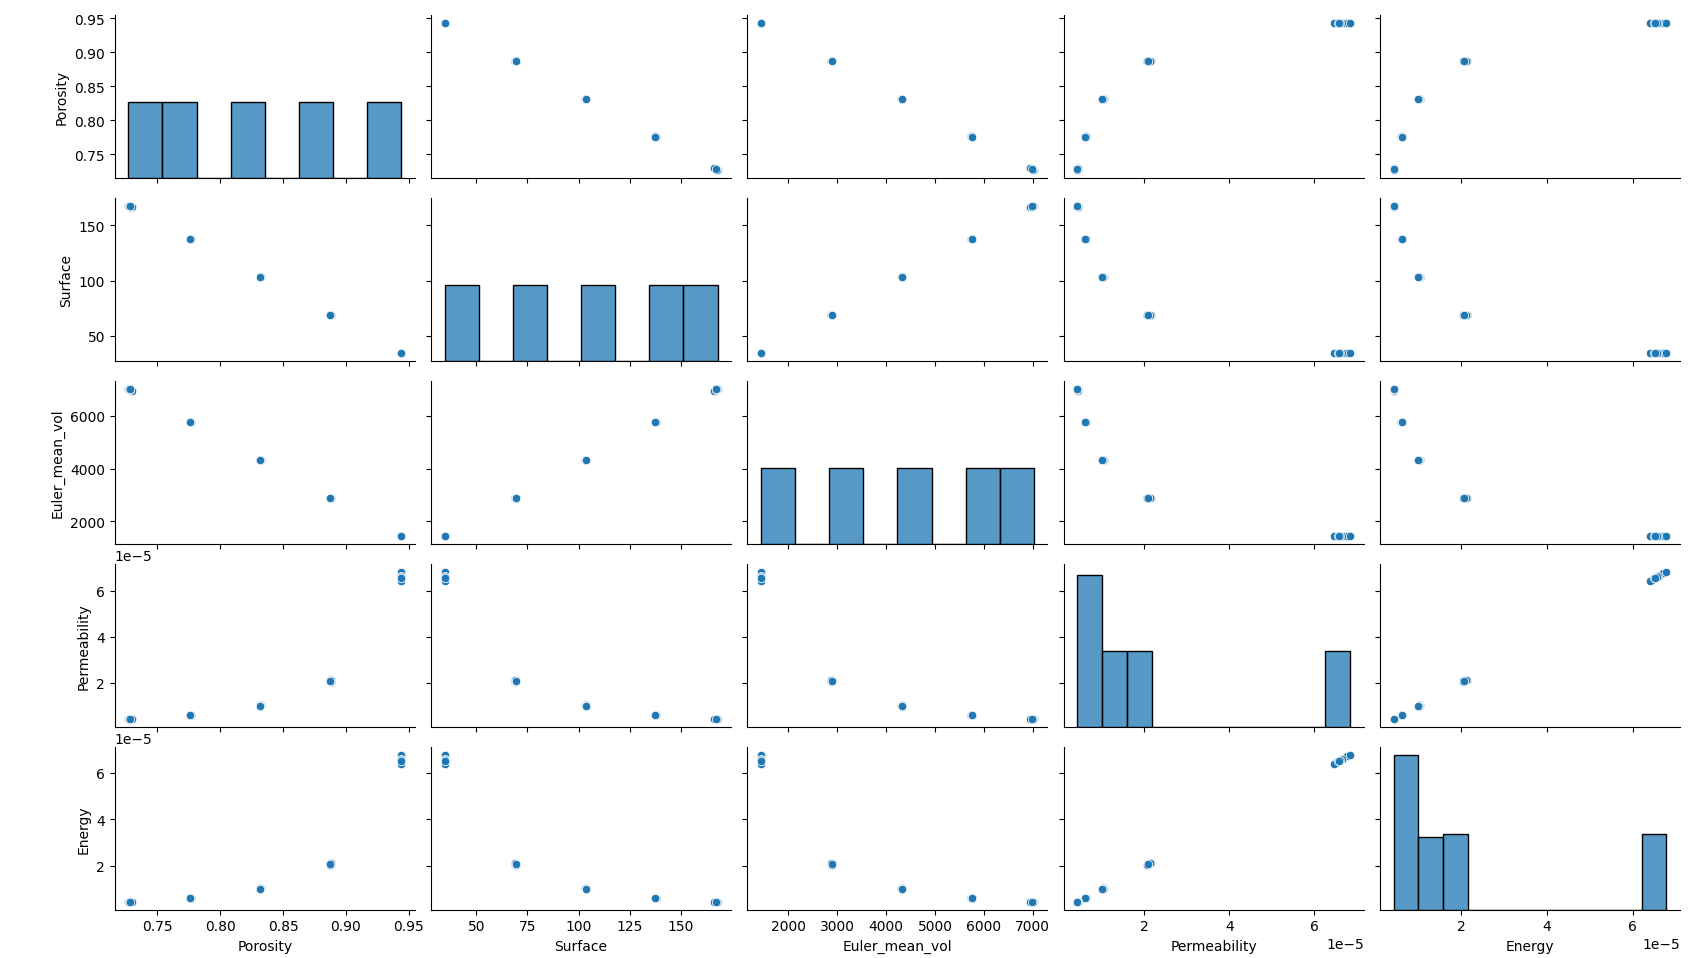 0.95
0.90
0.85
0.80
0.75
Porosity
150
100
50
Surface
6000
4000
2000
Euler_mean_vol
1e−5
6
4
2
Permeability
1e−5
6
4
2
Energy
0.75 0.80 0.85 0.90 0.95
Porosity
50 75 100 125 150
Surface
2000 3000 4000 5000 6000 7000
Euler_mean_vol
2 4 6
1e−5
Permeability
2 4 6
1e−5
Energy